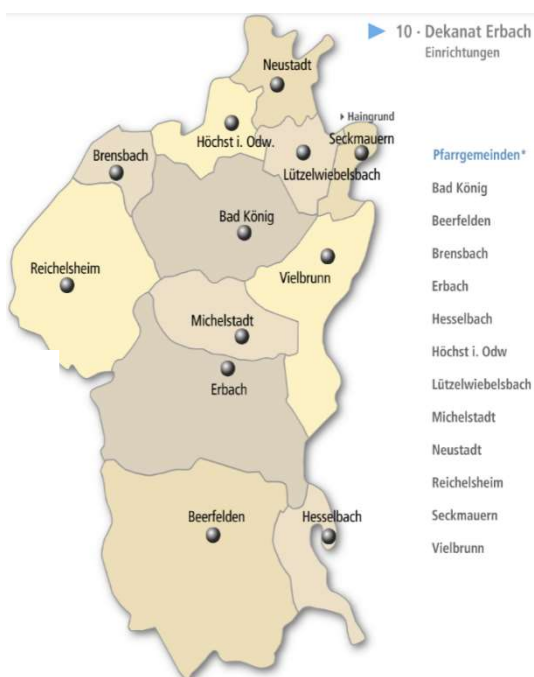 10 · Dekanat Erbach
Einrichtungen
Neustadt
Haingrund
Höchst i. Odw.
Seckmauern
Brensbach
Lützelwiebelsbach
Bad König
Reichelsheim
Vielbrunn
Michelstadt
Erbach
Beerfelden
Hesselbach
Pfarrgemeinden*
Bad König
Beerfelden
Brensbach
Erbach
Hesselbach
Höchst i. Odw
Lützelwiebelsbach
Michelstadt
Neustadt
Reichelsheim
Seckmauern
Vielbrunn